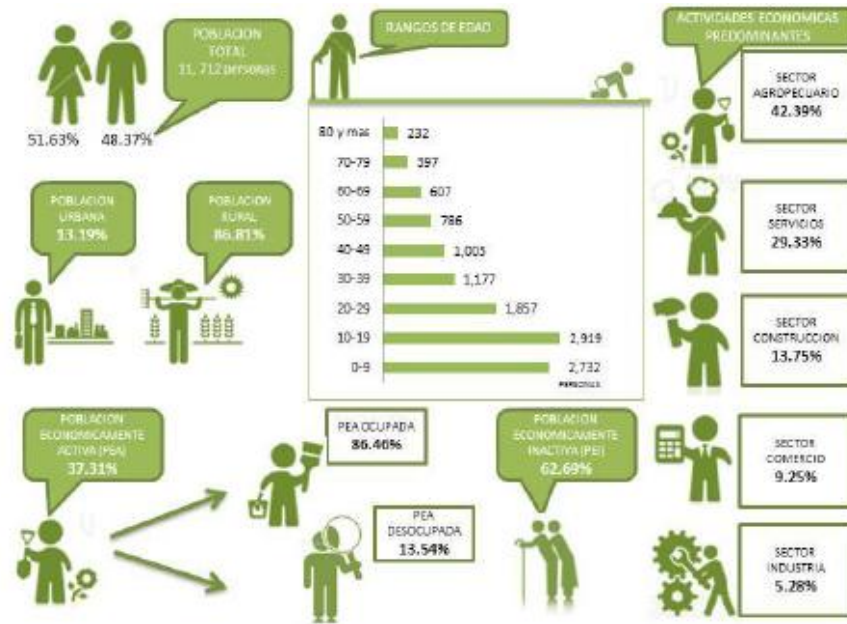 POBLACION
TOTAL
11, 712 personas
51.63%
48.37%
RANGOS DE EDAD
ACTIVIDADES ECONOMICAS
PREDOMINANTES
SECTOR
AGROPECUARIO
42.39%
80 y mas 232
70-79 397
60-69 607
50-59 786
40-49 1,005
30-39 1,177
20-29 1,857
10-19 2,919
0-9 2,732
PERSONAS
POBLACION
URBANA
13.19%
POBLACION
RURAL
86.81%
SECTOR
SERVICIOS
29.33%
SECTOR
CONSTRUCCION
13.75%
POBLACION
ECONOMICAMENTE
ACTIVA (PEA)
37.31%
PEA OCUPADA
86.46%
PEA
DESOCUPADA
13.54%
POBLACION
ECONOMICAMENTE
INACTIVA (PEI)
62.69%
SECTOR
COMERCIO
9.25%
SECTOR
INDUSTRIA
5.28%